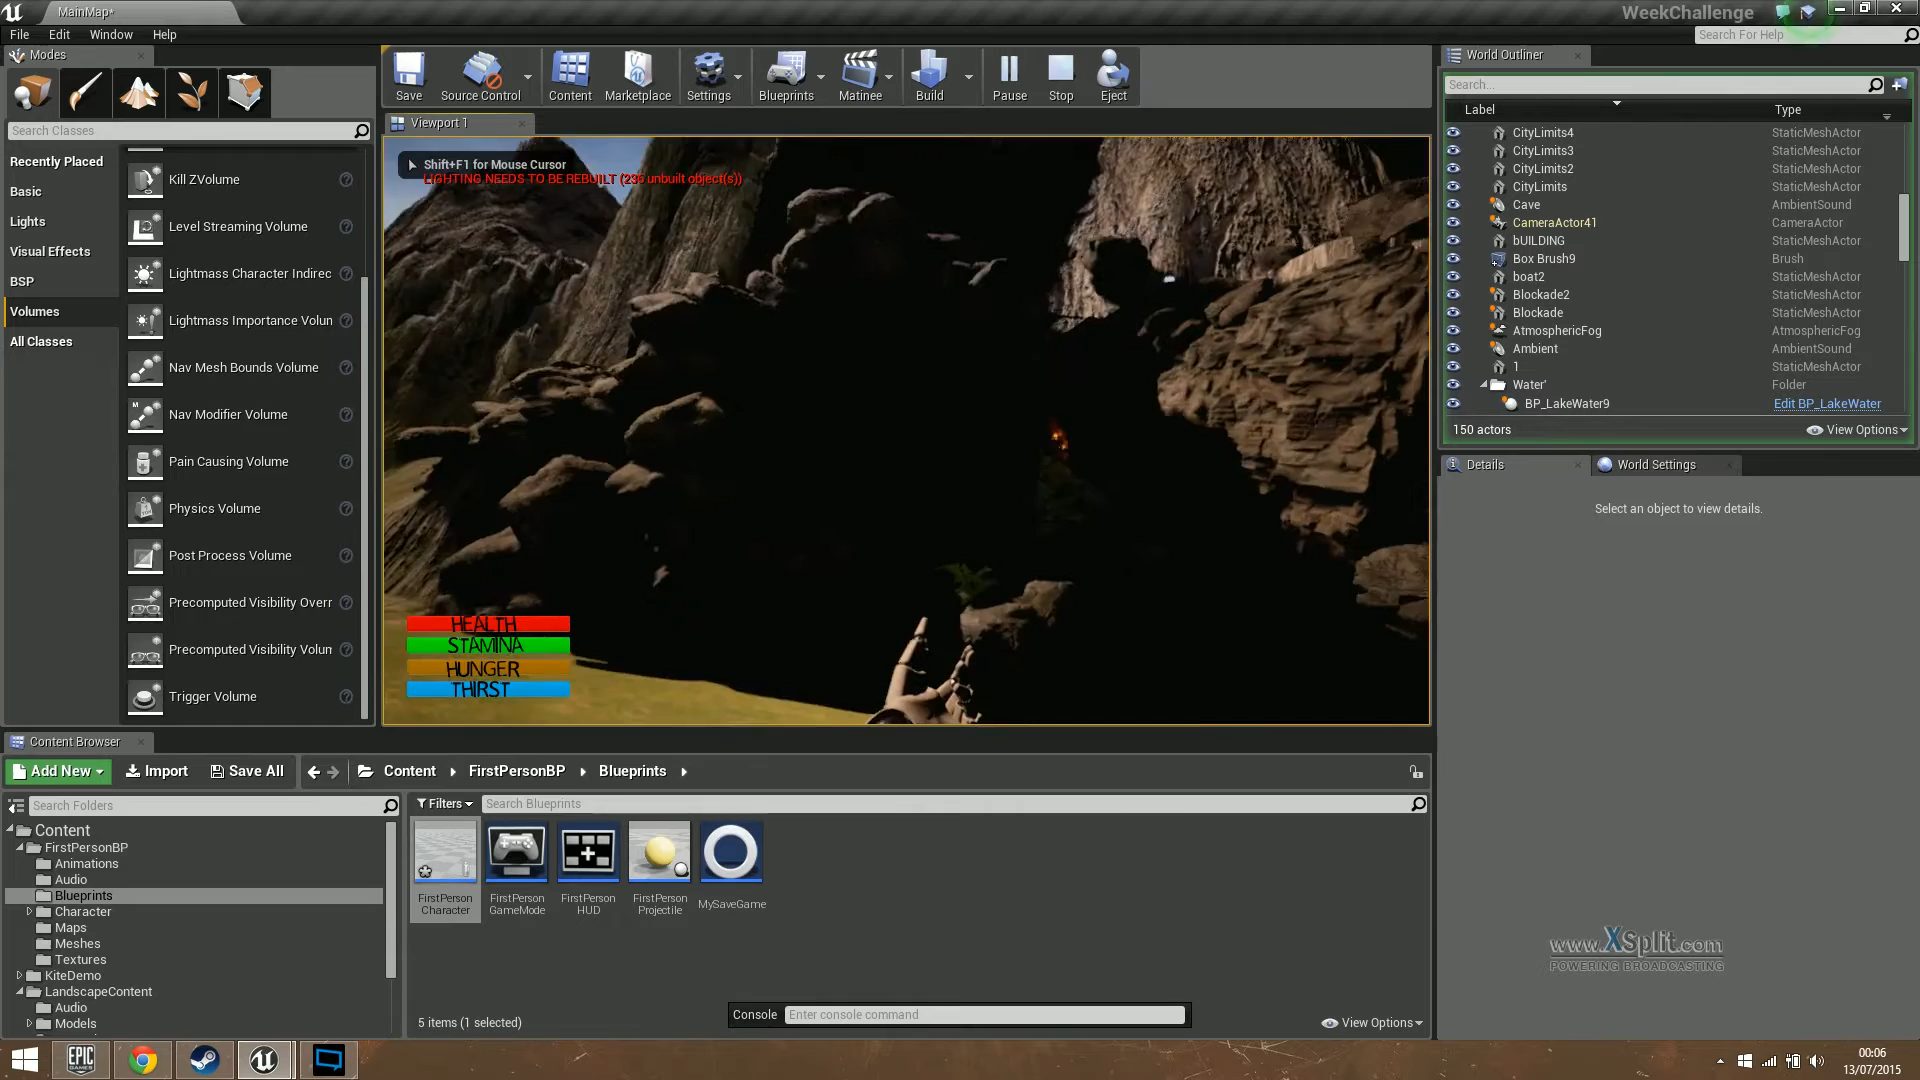 MainMap*
WeekChallenge
File Edit Window Help
Search For Help
Modes
Search Classes
Recently Placed
Basic
Lights
Visual Effects
BSP
Volumes
All Classes
Kill ZVolume
Level Streaming Volume
Lightmass Character Indirec
Lightmass Importance Volun
Nav Mesh Bounds Volume
Nav Modifier Volume
Pain Causing Volume
Physics Volume
Post Process Volume
Precomputed Visibility Overr
Precomputed Visibility Volun
Trigger Volume
Save Source Control Content Marketplace Settings Blueprints Matinee Build Pause Stop Eject
Viewport 1
Shift+F1 for Mouse Cursor
LIGHTING NEEDS TO BE REBUILT (235 unbuilt object(s))
HEALTH
STAMINA
HUNGER
THIRST
World Outliner
Search...
Label Type
CityLimits4 StaticMeshActor
CityLimits3 StaticMeshActor
CityLimits2 StaticMeshActor
CityLimits StaticMeshActor
Cave AmbientSound
CameraActor41 CameraActor
bUILDING StaticMeshActor
Box Brush9 Brush
boat2 StaticMeshActor
Blockade2 StaticMeshActor
Blockade StaticMeshActor
AtmosphericFog AtmosphericFog
Ambient AmbientSound
1 StaticMeshActor
Water' Folder
BP_LakeWater9 Edit BP_LakeWater
150 actors View Options
Details World Settings
Select an object to view details.
Content Browser
Add New Import Save All Content FirstPersonBP Blueprints
Search Folders
Content
FirstPersonBP
Animations
Audio
Blueprints
Character
Maps
Meshes
Textures
KiteDemo
LandscapeContent
Audio
Models
Filters Search Blueprints
FirstPerson Character
FirstPerson GameMode
FirstPerson HUD
FirstPerson Projectile
MySaveGame
5 items (1 selected)
Console Enter console command
View Options
www.XSplit.com
POWERING BROADCASTING
EPIC GAMES
00:06
13/07/2015